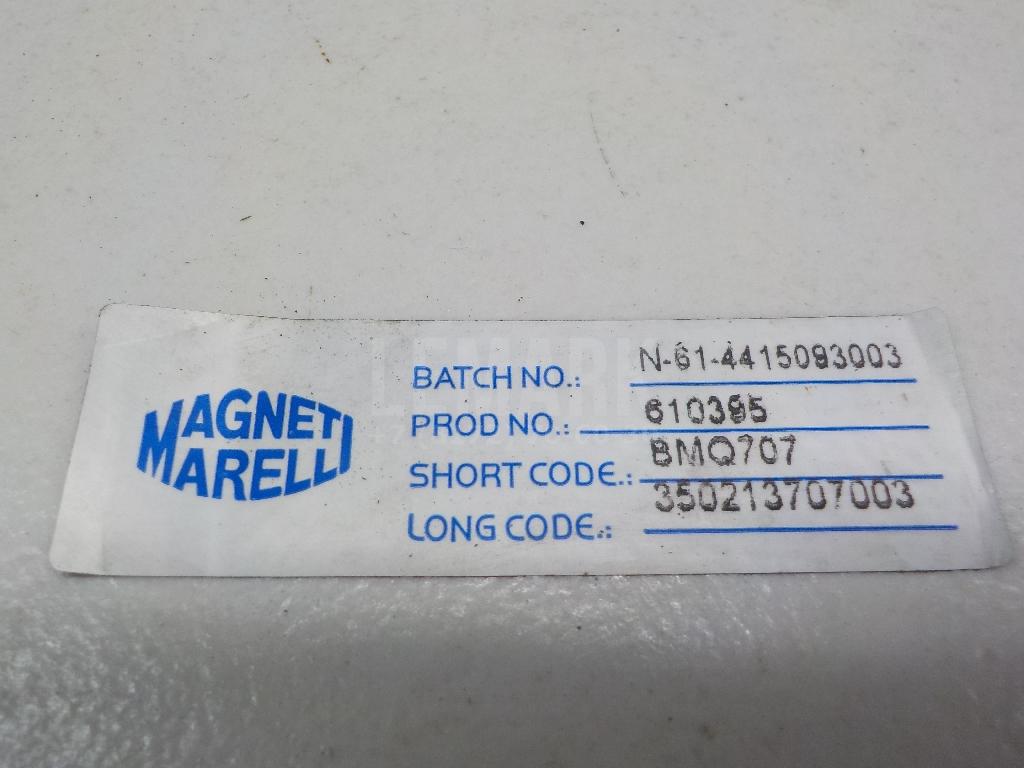 MAGNETI
MARELLI
BATCH NO.: N-61-4415093003
PROD NO.: 610395
SHORT CODE.: BMQ707
LONG CODE.: 350213707003